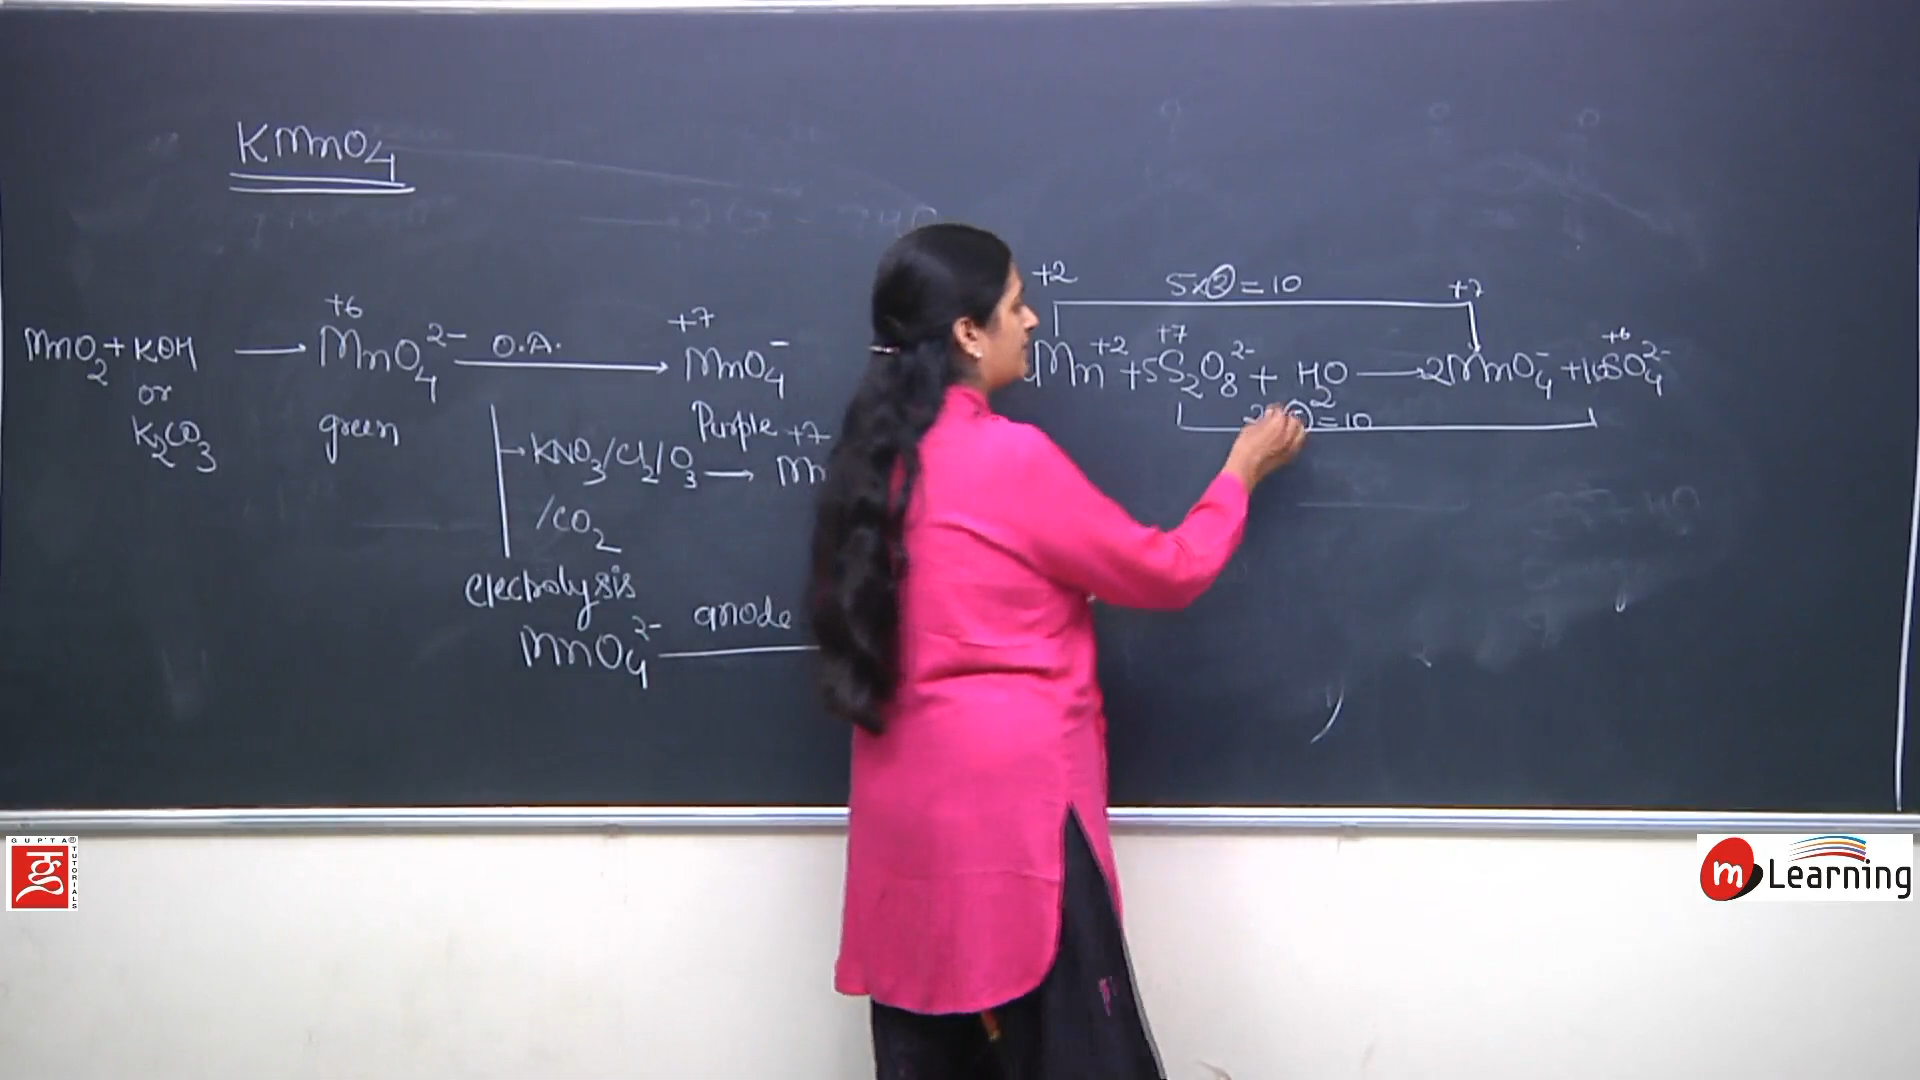 KMnO4
+6
MnO2 + KOH → MnO4 2- O.A. → +7 MnO4 -
or
K2CO3
green
Purple
→ KNO3/Cl2/O3 → +7 Mn
/CO2
electrolysis
MnO4 2- anode
+2 5×2 = 10 +7
+7 +6
Mn+2 + 5S2O8 2- + H2O → 2MnO4 - + 10SO4 2-
= 10
GUPTA® TUTORIALS
m Learning